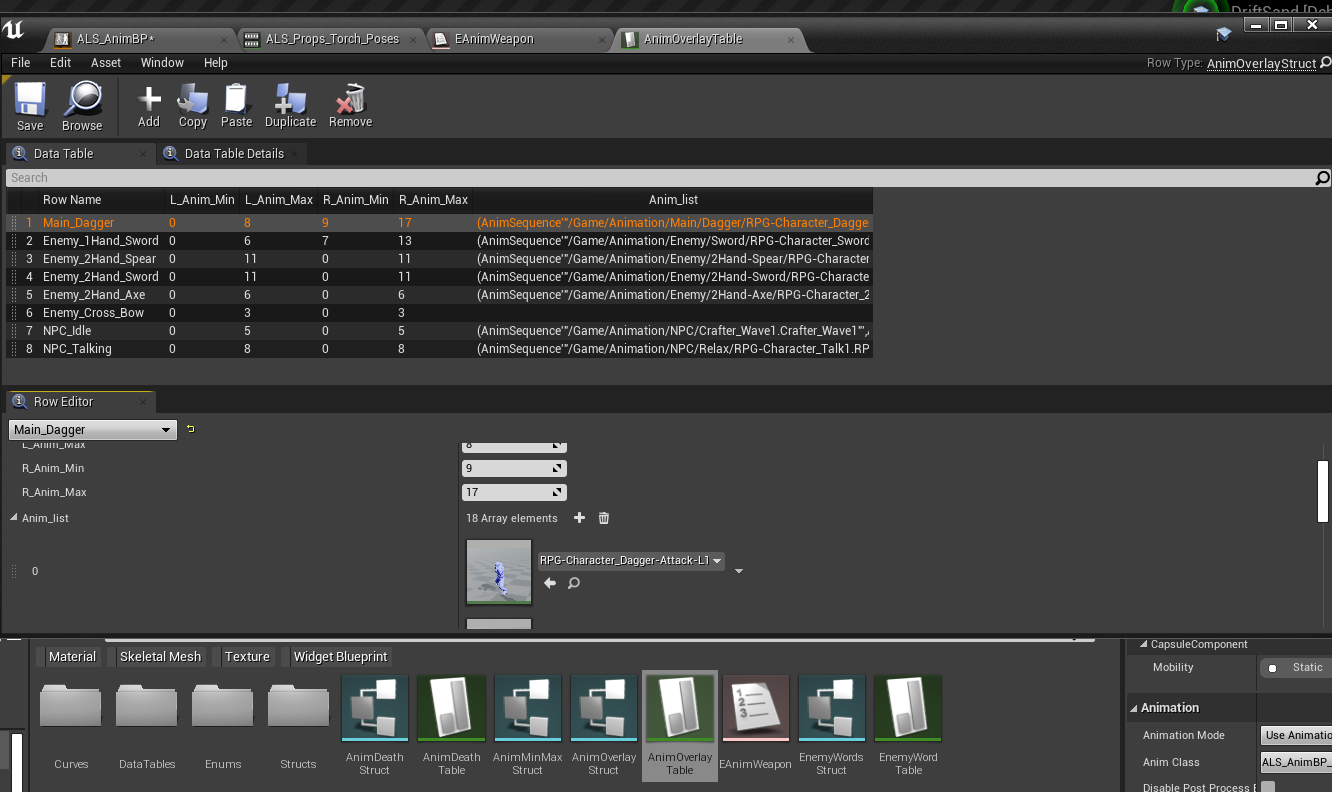 DriftSand [Deb
ALS_AnimBP*
ALS_Props_Torch_Poses
EAnimWeapon
AnimOverlayTable
File Edit Asset Window Help
Row Type: AnimOverlayStruct
Save Browse Add Copy Paste Duplicate Remove
Data Table
Data Table Details
Search
Row Name L_Anim_Min L_Anim_Max R_Anim_Min R_Anim_Max Anim_list
1 Main_Dagger 0 8 9 17 (AnimSequence'"/Game/Animation/Main/Dagger/RPG-Character_Dagge
2 Enemy_1Hand_Sword 0 6 7 13 (AnimSequence'"/Game/Animation/Enemy/Sword/RPG-Character_Sword
3 Enemy_2Hand_Spear 0 11 0 11 (AnimSequence'"/Game/Animation/Enemy/2Hand-Spear/RPG-Character
4 Enemy_2Hand_Sword 0 11 0 11 (AnimSequence'"/Game/Animation/Enemy/2Hand-Sword/RPG-Characte
5 Enemy_2Hand_Axe 0 6 0 6 (AnimSequence'"/Game/Animation/Enemy/2Hand-Axe/RPG-Character_2
6 Enemy_Cross_Bow 0 3 0 3
7 NPC_Idle 0 5 0 5 (AnimSequence'"/Game/Animation/NPC/Crafter_Wave1.Crafter_Wave1"',
8 NPC_Talking 0 8 0 8 (AnimSequence'"/Game/Animation/NPC/Relax/RPG-Character_Talk1.RP
Row Editor
Main_Dagger
L_Anim_Max 8
R_Anim_Min 9
R_Anim_Max 17
Anim_list 18 Array elements
0 RPG-Character_Dagger-Attack-L1
Material Skeletal Mesh Texture Widget Blueprint
Curves
DataTables
Enums
Structs
AnimDeath
Struct
AnimDeath
Table
AnimMinMax
Struct
AnimOverlay
Struct
AnimOverlay
Table
1
2
3
EAnimWeapon
EnemyWords
Struct
EnemyWord
Table
CapsuleComponent
Mobility Static
Animation
Animation Mode Use Animatio
Anim Class ALS_AnimBP_
Disable Post Process B